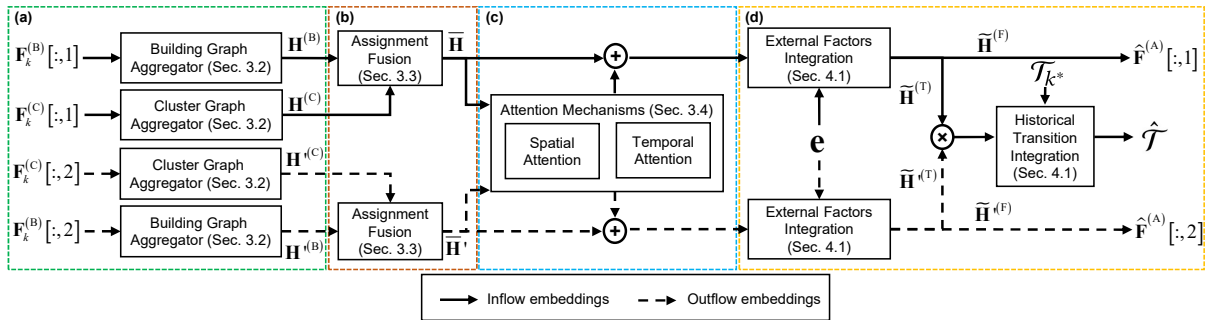 (a)
F_k^(B)[:,1]
Building Graph
Aggregator (Sec. 3.2)
H^(B)
F_k^(C)[:,1]
Cluster Graph
Aggregator (Sec. 3.2)
H^(C)
F_k^(C)[:,2]
Cluster Graph
Aggregator (Sec. 3.2)
H'^(C)
F_k^(B)[:,2]
Building Graph
Aggregator (Sec. 3.2)
H'^(B)
(b)
Assignment
Fusion
(Sec. 3.3)
H̅
Assignment
Fusion
(Sec. 3.3)
H̅'
(c)
+
Attention Mechanisms (Sec. 3.4)
Spatial
Attention
Temporal
Attention
+
(d)
External Factors
Integration
(Sec. 4.1)
H̃^(F)
F̂^(A)[:,1]
𝒯_k*
H̃^(T)
e
×
Historical
Transition
Integration
(Sec. 4.1)
𝒯̂
H̃'^(T)
External Factors
Integration
(Sec. 4.1)
H̃'^(F)
F̂^(A)[:,2]
Inflow embeddings
Outflow embeddings